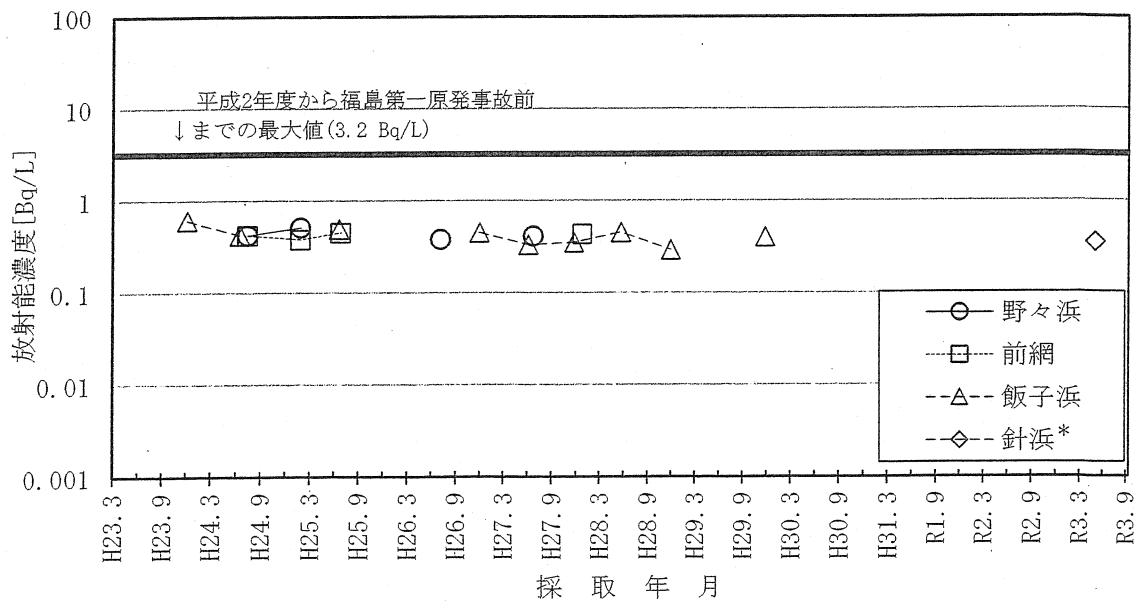 100
10
1
0.1
0.01
0.001
放射能濃度[Bq/L]
平成2年度から福島第一原発事故前
↓までの最大値(3.2 Bq/L)
野々浜
前網
飯子浜
針浜*
H23.3
H23.9
H24.3
H24.9
H25.3
H25.9
H26.3
H26.9
H27.3
H27.9
H28.3
H28.9
H29.3
H29.9
H30.3
H30.9
H31.3
R1.9
R2.3
R2.9
R3.3
R3.9
採取年月